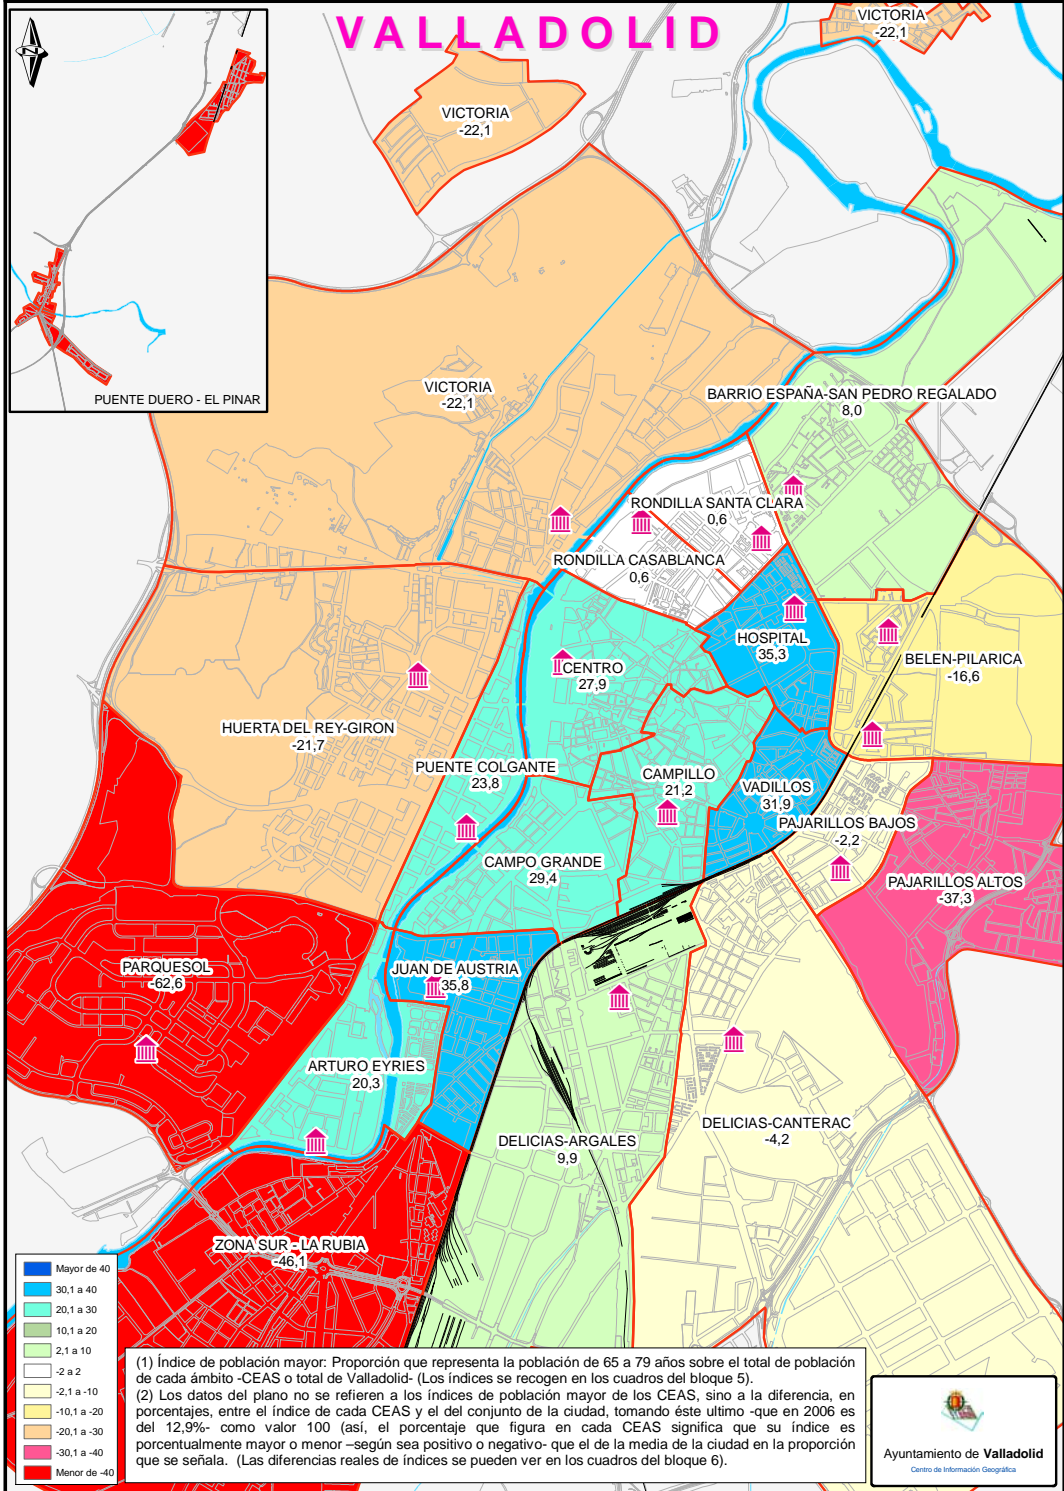 VALLADOLID
VICTORIA
-22,1
VICTORIA
-22,1
N
PUENTE DUERO - EL PINAR
VICTORIA
-22,1
BARRIO ESPAÑA-SAN PEDRO REGALADO
8,0
RONDILLA SANTA CLARA
0,6
RONDILLA CASABLANCA
0,6
HOSPITAL
35,3
BELEN-PILARICA
-16,6
CENTRO
27,9
HUERTA DEL REY-GIRON
-21,7
PUENTE COLGANTE
23,8
CAMPILLO
21,2
VADILLOS
31,9
PAJARILLOS BAJOS
-2,2
CAMPO GRANDE
29,4
PAJARILLOS ALTOS
-37,3
PARQUESOL
-62,6
JUAN DE AUSTRIA
35,8
ARTURO EYRIES
20,3
DELICIAS-ARGALES
9,9
DELICIAS-CANTERAC
-4,2
ZONA SUR - LA RUBIA
-46,1
Mayor de 40
30,1 a 40
20,1 a 30
10,1 a 20
2,1 a 10
-2 a 2
-2,1 a -10
-10,1 a -20
-20,1 a -30
-30,1 a -40
Menor de -40
(1) Índice de población mayor: Proporción que representa la población de 65 a 79 años sobre el total de población
de cada ámbito -CEAS o total de Valladolid- (Los índices se recogen en los cuadros del bloque 5).
(2) Los datos del plano no se refieren a los índices de población mayor de los CEAS, sino a la diferencia, en
porcentajes, entre el índice de cada CEAS y el del conjunto de la ciudad, tomando éste ultimo -que en 2006 es
del 12,9%- como valor 100 (así, el porcentaje que figura en cada CEAS significa que su índice es
porcentualmente mayor o menor –según sea positivo o negativo- que el de la media de la ciudad en la proporción
que se señala. (Las diferencias reales de índices se pueden ver en los cuadros del bloque 6).
Ayuntamiento de Valladolid
Centro de Información Geográfica